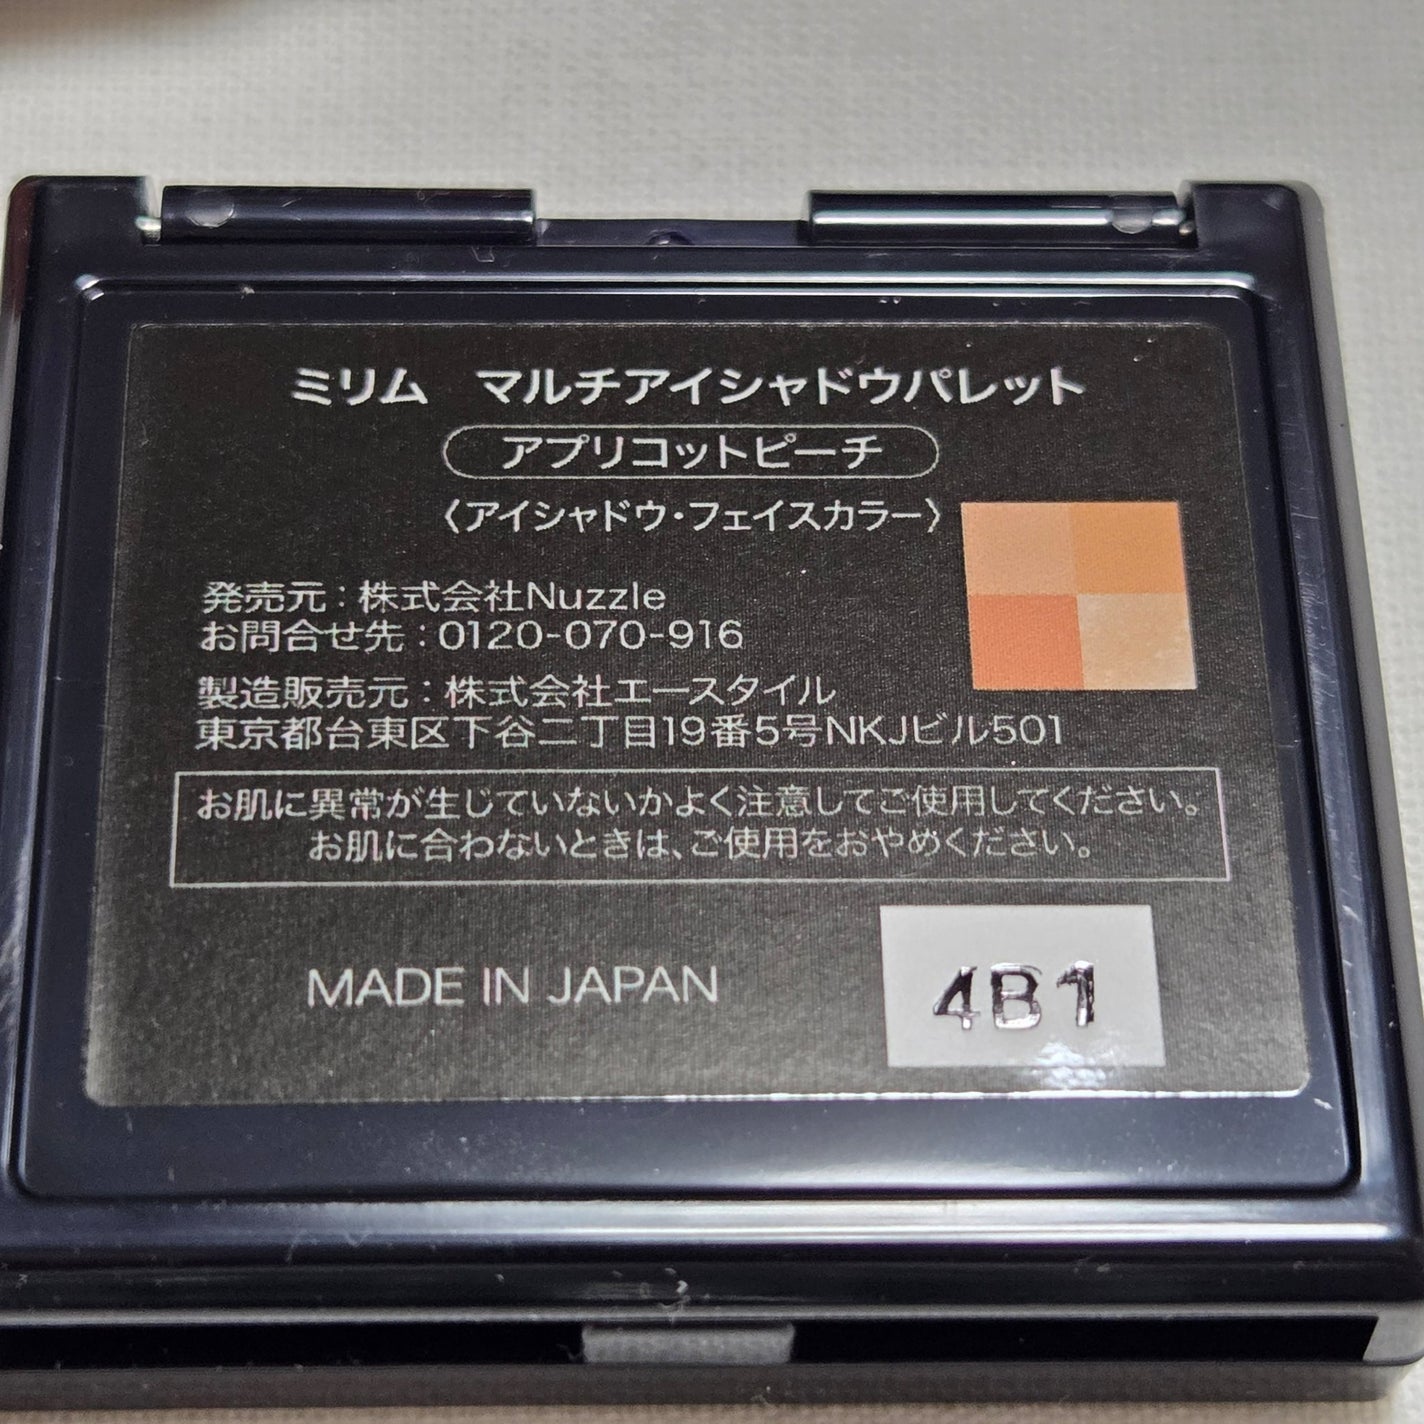 ミリム　マルチアイシャドウパレット
アプリコットピーチ
〈アイシャドウ・フェイスカラー〉
発売元：株式会社Nuzzle
お問合せ先：0120-070-916
製造販売元：株式会社エースタイル
東京都台東区下谷二丁目19番5号NKJビル501
お肌に異常が生じていないかよく注意してご使用してください。
お肌に合わないときは、ご使用をおやめください。
MADE IN JAPAN
4B1